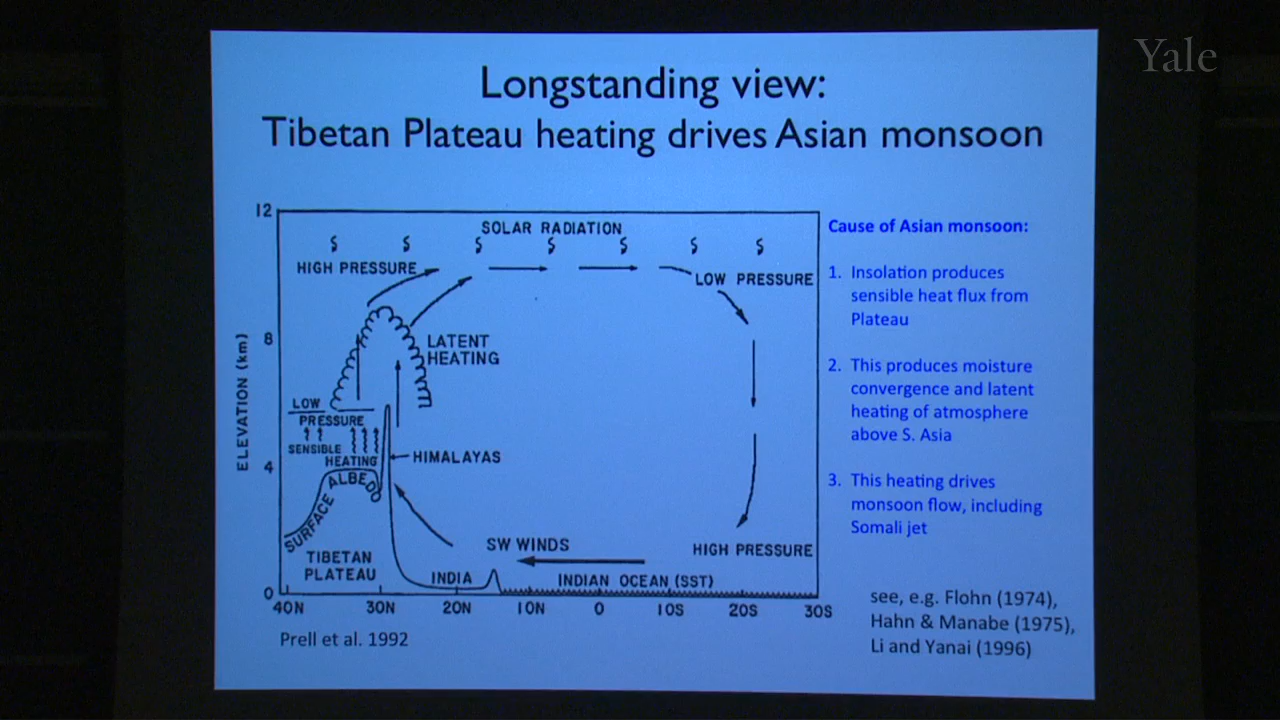 Yale
Longstanding view:
Tibetan Plateau heating drives Asian monsoon
12
SOLAR RADIATION
HIGH PRESSURE
LOW PRESSURE
8
LATENT
HEATING
ELEVATION (km)
LOW
PRESSURE
SENSIBLE
HEATING
HIMALAYAS
4
SURFACE ALBEDO
TIBETAN
PLATEAU
SW WINDS
HIGH PRESSURE
INDIA
INDIAN OCEAN (SST)
0
40N 30N 20N 10N 0 10S 20S 30S
Prell et al. 1992
Cause of Asian monsoon:
1. Insolation produces
sensible heat flux from
Plateau
2. This produces moisture
convergence and latent
heating of atmosphere
above S. Asia
3. This heating drives
monsoon flow, including
Somali jet
see, e.g. Flohn (1974),
Hahn & Manabe (1975),
Li and Yanai (1996)